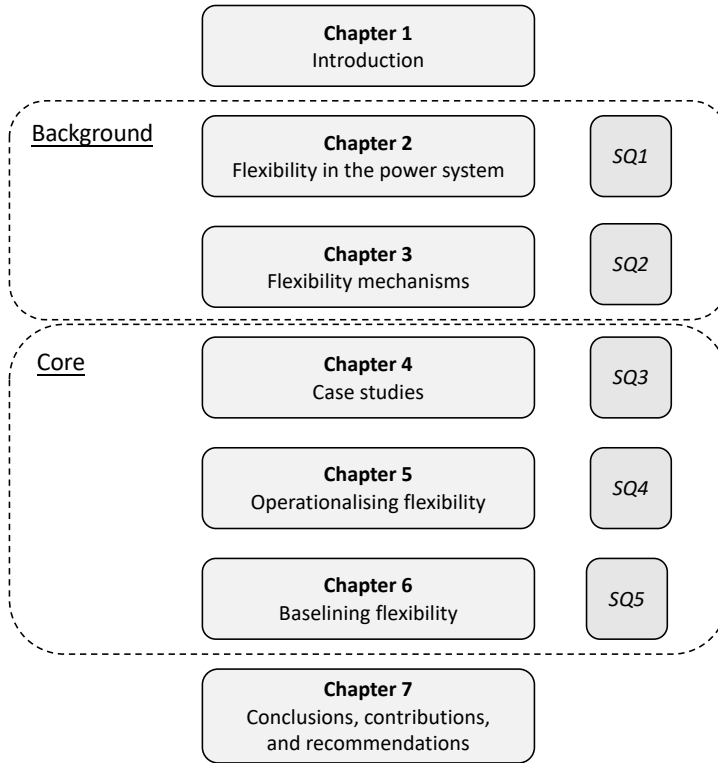 Chapter 1
Introduction
Background
Chapter 2
Flexibility in the power system
SQ1
Chapter 3
Flexibility mechanisms
SQ2
Core
Chapter 4
Case studies
SQ3
Chapter 5
Operationalising flexibility
SQ4
Chapter 6
Baselining flexibility
SQ5
Chapter 7
Conclusions, contributions,
and recommendations